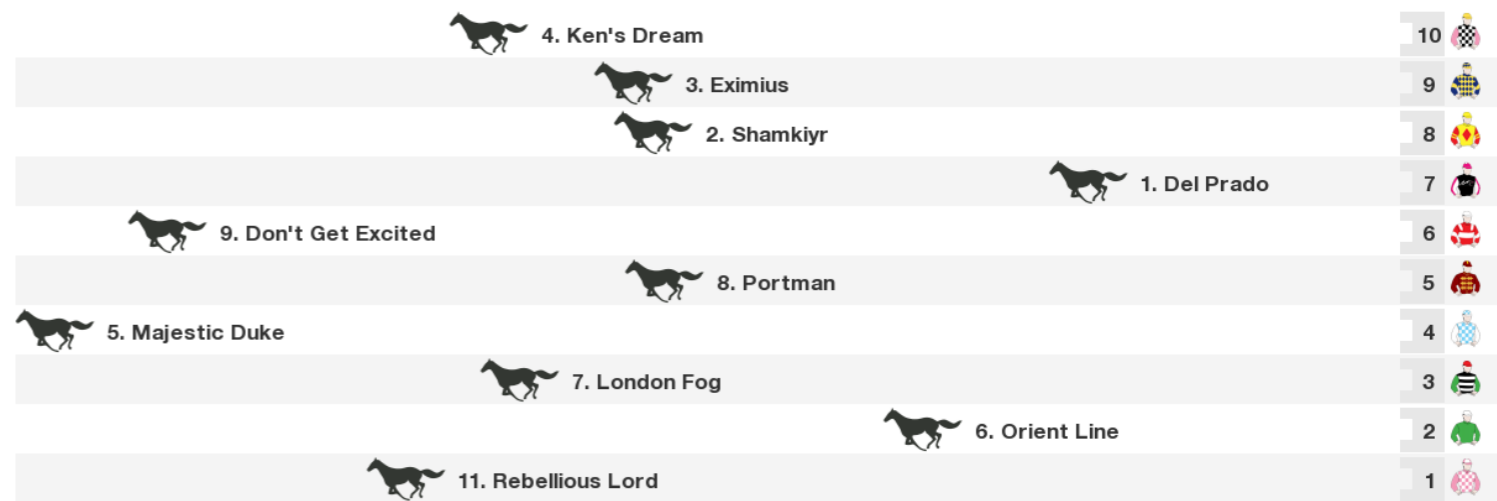 4. Ken's Dream 10
3. Eximius 9
2. Shamkiyr 8
1. Del Prado 7
9. Don't Get Excited 6
8. Portman 5
5. Majestic Duke 4
7. London Fog 3
6. Orient Line 2
11. Rebellious Lord 1